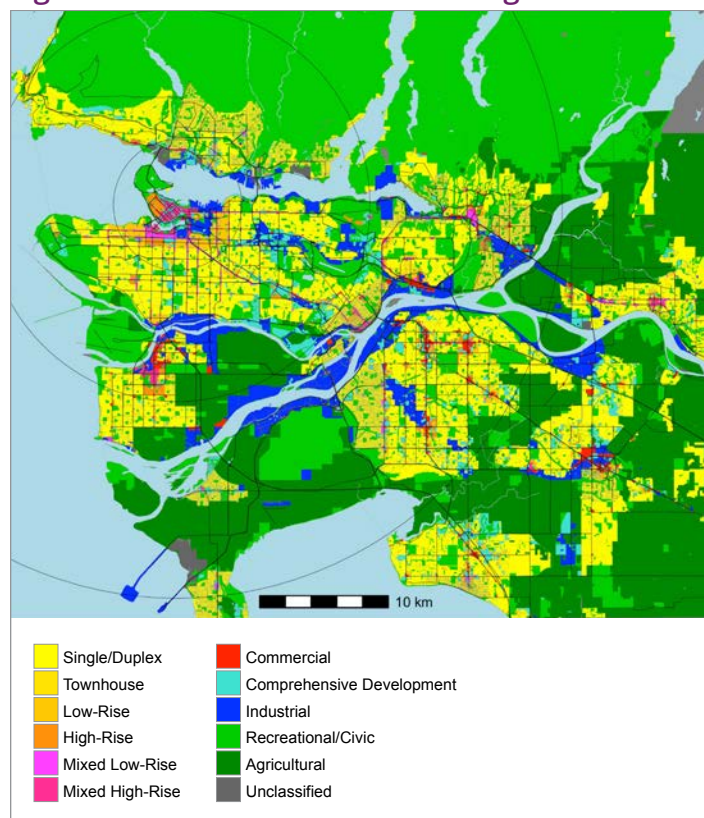 10 km
Single/Duplex
Townhouse
Low-Rise
High-Rise
Mixed Low-Rise
Mixed High-Rise
Commercial
Comprehensive Development
Industrial
Recreational/Civic
Agricultural
Unclassified